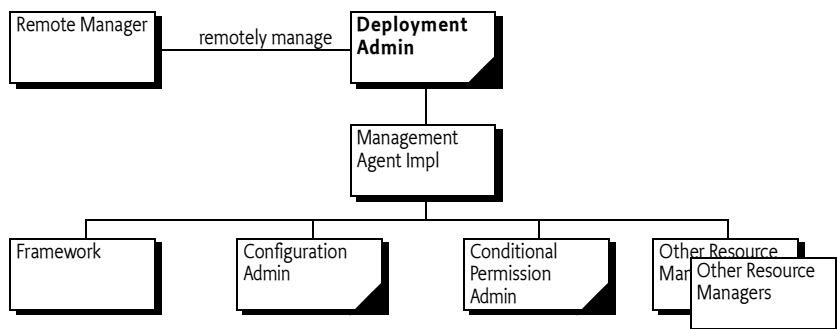 Remote Manager
remotely manage
Deployment
Admin
Management
Agent Impl
Framework
Configuration
Admin
Conditional
Permission
Admin
Other Resource
Man
Other Resource
Managers